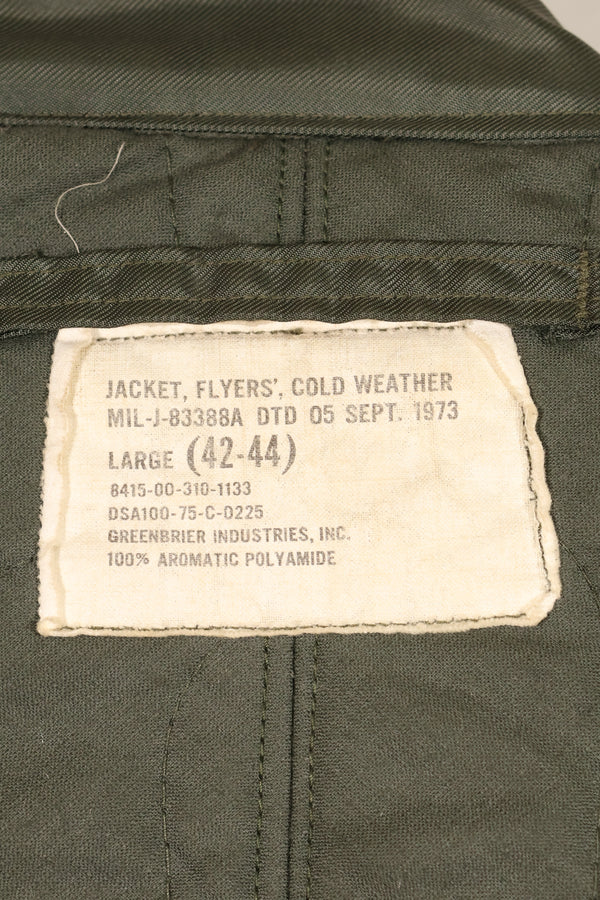 JACKET, FLYERS', COLD WEATHER
MIL-J-83388A DTD 05 SEPT. 1973
LARGE (42-44)
8415-00-310-1133
DSA100-75-C-0225
GREENBRIER INDUSTRIES, INC.
100% AROMATIC POLYAMIDE